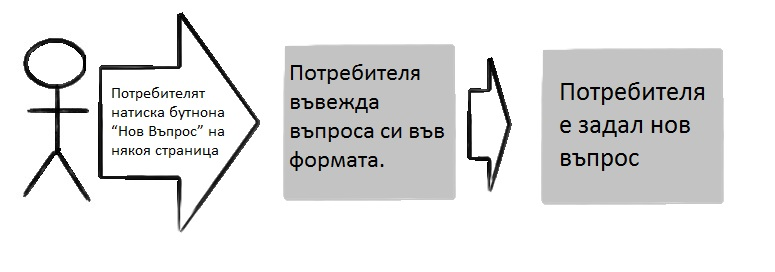 Потребителят
натиска бутнона
“Нов Въпрос” на
някоя страница
Потребителя
въвежда
въпроса си във
формата.
Потребителя
е задал нов
въпрос